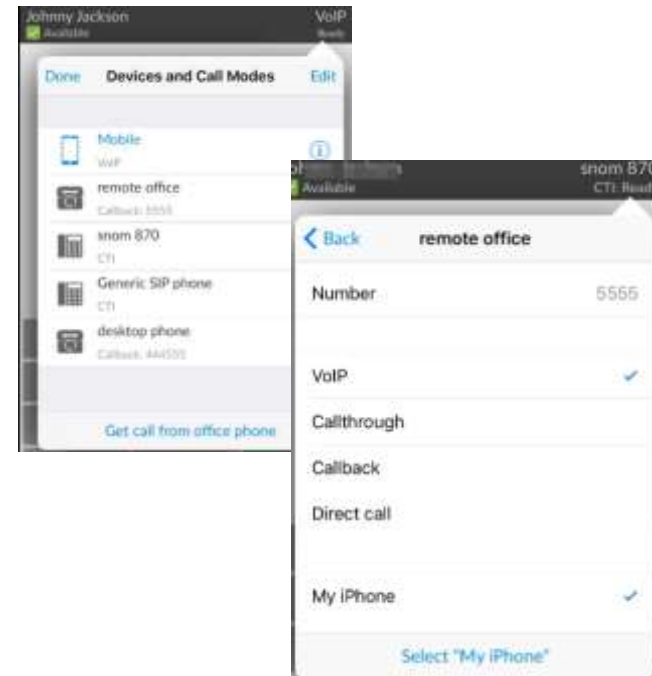 Johnny Jackson VoIP
Available Ready
Done Devices and Call Modes Edit
Mobile
VoIP
remote office
Callback: 5555
snom 870
CTI
Generic SIP phone
CTI
desktop phone
Callback: 444555
Get call from office phone
snom 870
Available CTI: Read
Back remote office
Number 5555
VoIP
Callthrough
Callback
Direct call
My iPhone
Select "My iPhone"